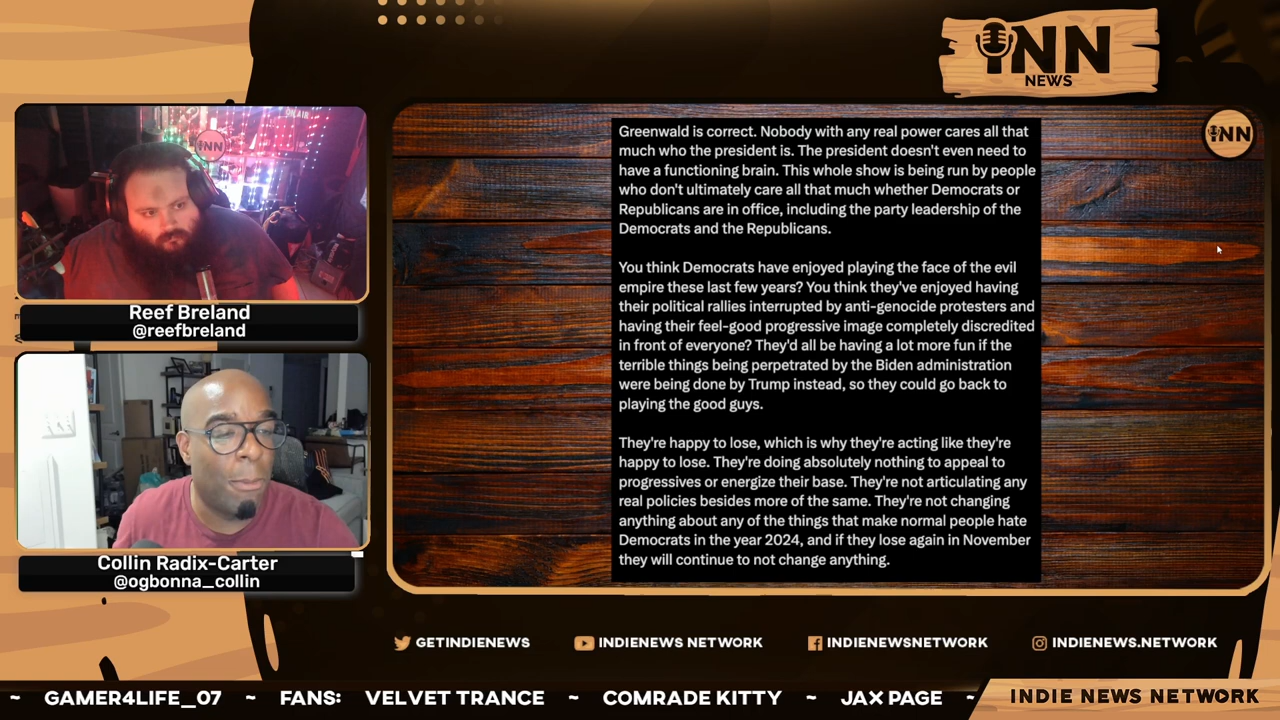 INN
NEWS
INN
INN
Greenwald is correct. Nobody with any real power cares all that
much who the president is. The president doesn't even need to
have a functioning brain. This whole show is being run by people
who don't ultimately care all that much whether Democrats or
Republicans are in office, including the party leadership of the
Democrats and the Republicans.
You think Democrats have enjoyed playing the face of the evil
empire these last few years? You think they've enjoyed having
their political rallies interrupted by anti-genocide protesters and
having their feel-good progressive image completely discredited
in front of everyone? They'd all be having a lot more fun if the
terrible things being perpetrated by the Biden administration
were being done by Trump instead, so they could go back to
playing the good guys.
They're happy to lose, which is why they're acting like they're
happy to lose. They're doing absolutely nothing to appeal to
progressives or energize their base. They're not articulating any
real policies besides more of the same. They're not changing
anything about any of the things that make normal people hate
Democrats in the year 2024, and if they lose again in November
they will continue to not change anything.
Reef Breland
@reefbreland
Collin Radix-Carter
@ogbonna_collin
GETINDIENEWS
INDIENEWS NETWORK
INDIENEWSNETWORK
INDIENEWS.NETWORK
~ GAMER4LIFE_07 ~ FANS: VELVET TRANCE ~ COMRADE KITTY ~ JAX PAGE ~
INDIE NEWS NETWORK